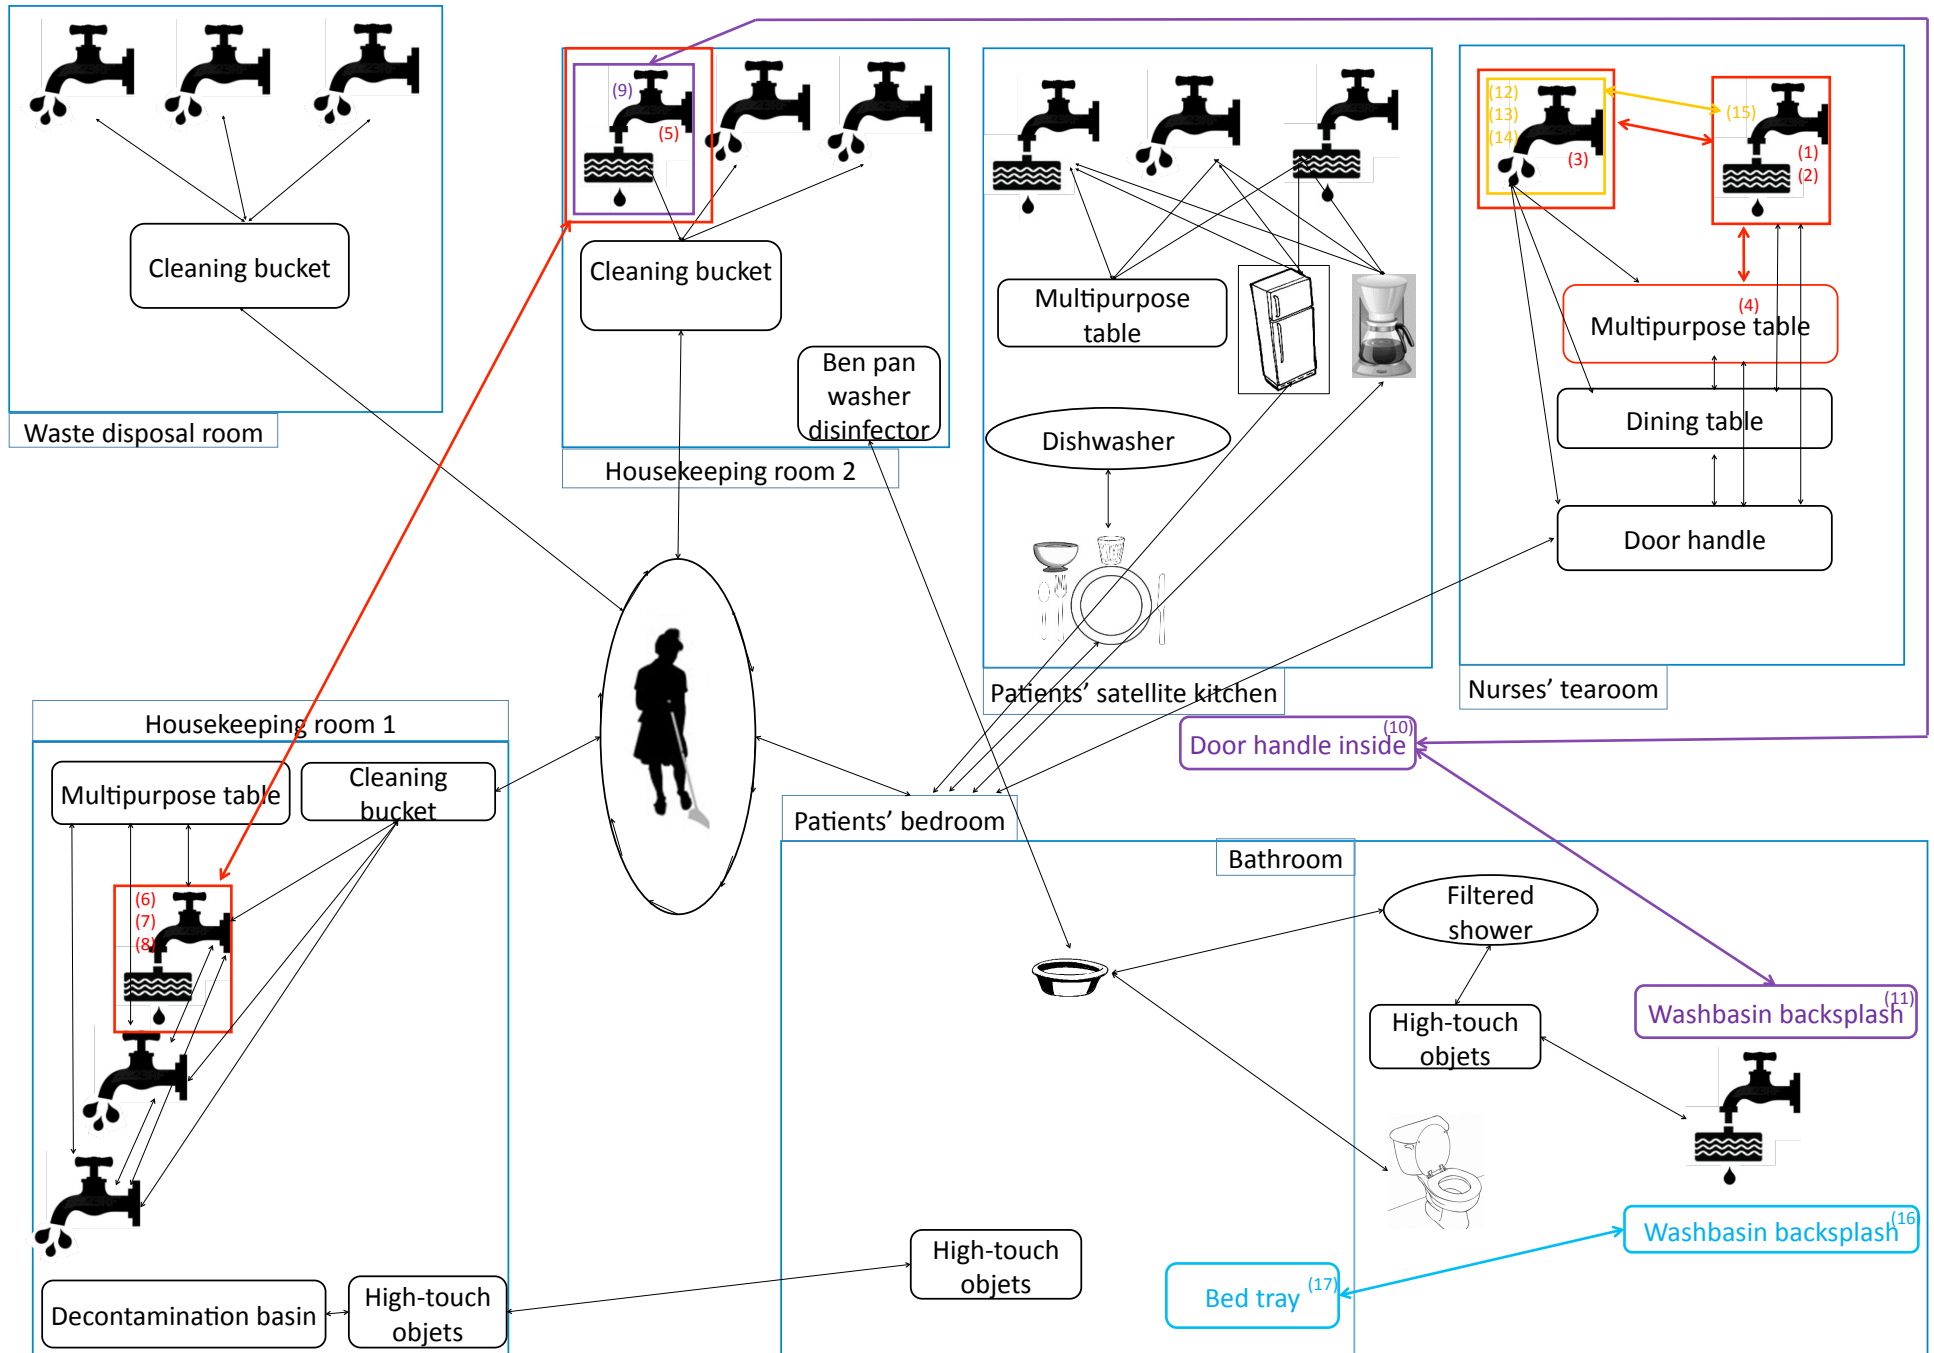 (9)
(5)
(12)
(13)
(14)
(3)
(15)
(1)
(2)
Cleaning bucket
Cleaning bucket
Multipurpose
table
(4)
Multipurpose table
Ben pan
washer
disinfector
Dining table
Waste disposal room
Housekeeping room 2
Dishwasher
Door handle
Patients’ satellite kitchen
Nurses’ tearoom
Housekeeping room 1
Door handle inside
(10)
Multipurpose table
Cleaning
bucket
Patients’ bedroom
Bathroom
(6)
(7)
(8)
Filtered
shower
Washbasin backsplash
(11)
High-touch
objets
Washbasin backsplash
(16)
High-touch
objets
Bed tray
(17)
Decontamination basin
High-touch
objets